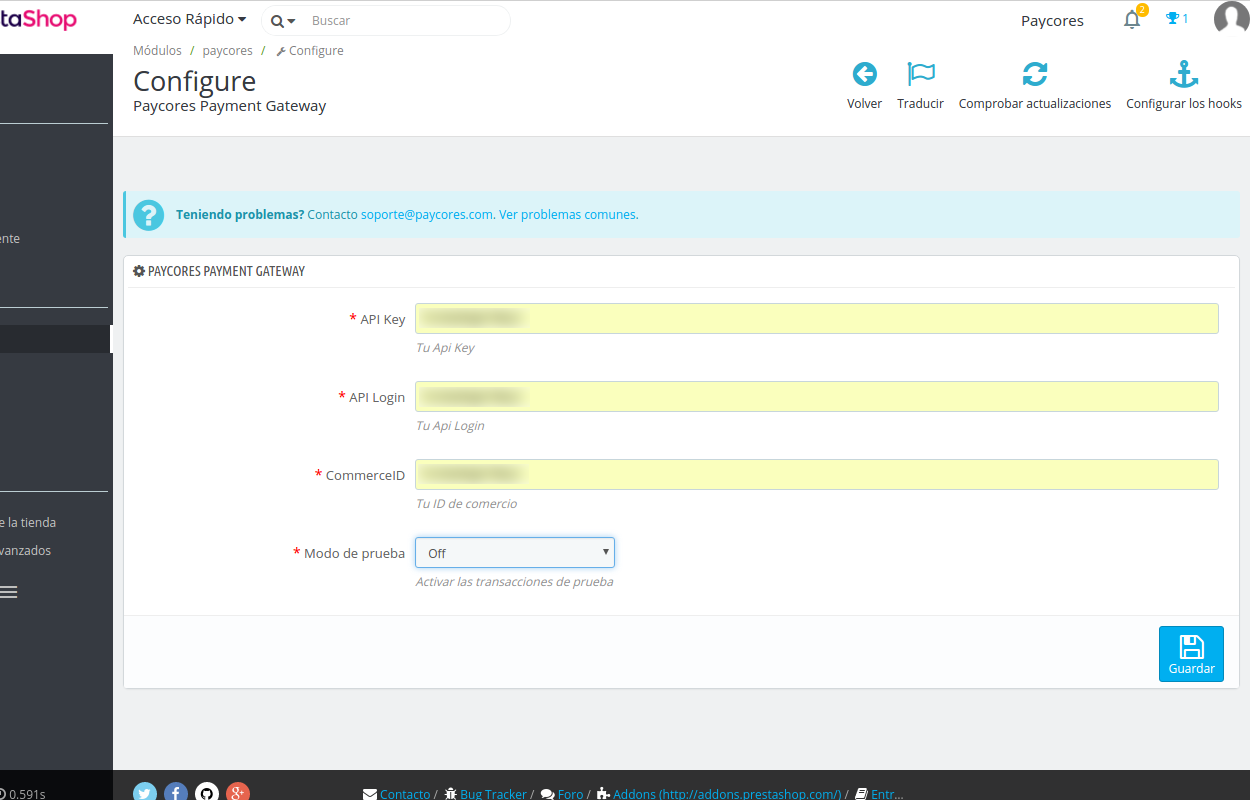 taShop
Acceso Rápido
Buscar
Paycores
2
1
Módulos / paycores / Configure
Configure
Paycores Payment Gateway
Volver
Traducir
Comprobar actualizaciones
Configurar los hooks
ente
e la tienda
vanzados
Teniendo problemas? Contacto soporte@paycores.com. Ver problemas comunes.
PAYCORES PAYMENT GATEWAY
* API Key
Tu Api Key
* API Login
Tu Api Login
* CommerceID
Tu ID de comercio
* Modo de prueba
Off
Activar las transacciones de prueba
Guardar
0.591s
Contacto / Bug Tracker / Foro / Addons (http://addons.prestashop.com/) / Entr...